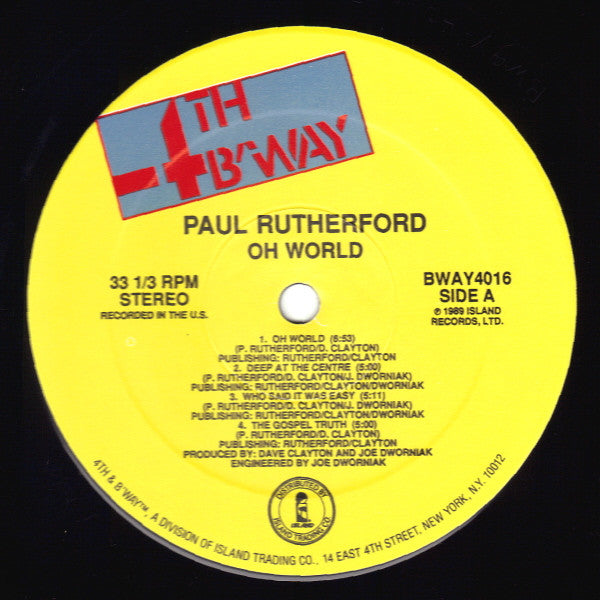 4TH
B'WAY
PAUL RUTHERFORD
OH WORLD
33 1/3 RPM
STEREO
RECORDED IN THE U.S.
BWAY4016
SIDE A
℗ 1989 ISLAND
RECORDS, LTD.
1. OH WORLD (6:53)
(P. RUTHERFORD/D. CLAYTON)
PUBLISHING: RUTHERFORD/CLAYTON
2. DEEP AT THE CENTRE (5:00)
(P. RUTHERFORD/D. CLAYTON/J. DWORNIAK)
PUBLISHING: RUTHERFORD/CLAYTON/DWORNIAK
3. WHO SAID IT WAS EASY (5:11)
(P. RUTHERFORD/D. CLAYTON/J. DWORNIAK)
PUBLISHING: RUTHERFORD/CLAYTON/DWORNIAK
4. THE GOSPEL TRUTH (5:00)
(P. RUTHERFORD/D. CLAYTON)
PUBLISHING: RUTHERFORD/CLAYTON
PRODUCED BY: DAVE CLAYTON AND JOE DWORNIAK
ENGINEERED BY JOE DWORNIAK
DISTRIBUTED BY
ISLAND
ISLAND TRADING CO.
4TH & B'WAY™, A DIVISION OF ISLAND TRADING CO., 14 EAST 4TH STREET, NEW YORK, N.Y. 10012